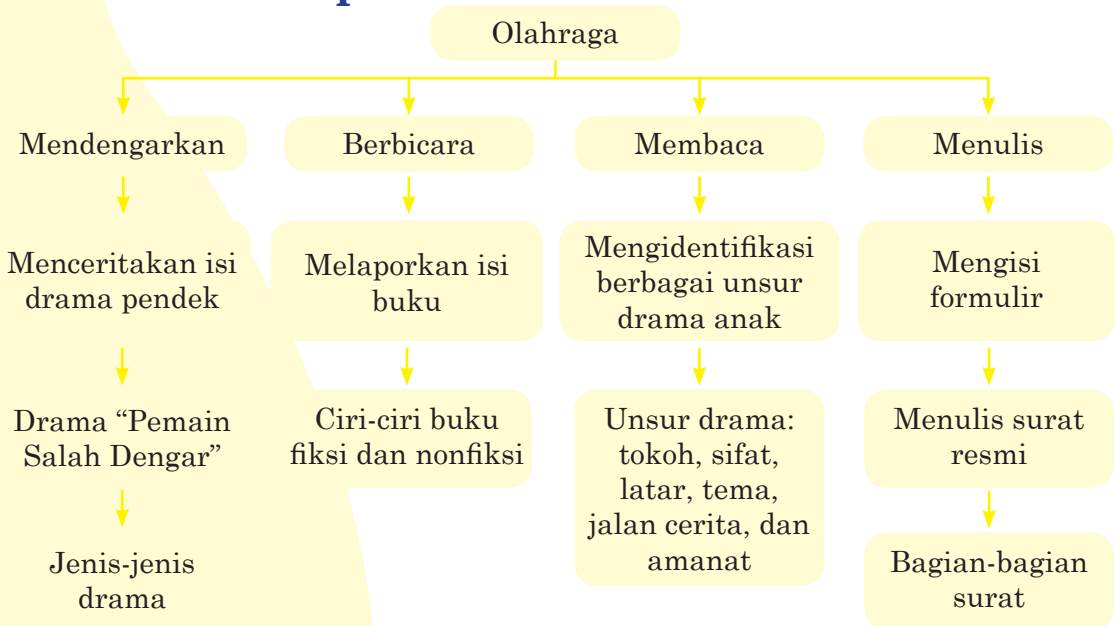 Olahraga
Mendengarkan
Berbicara
Membaca
Menulis
Menceritakan isi
drama pendek
Melaporkan isi
buku
Mengidentifikasi
berbagai unsur
drama anak
Mengisi
formulir
Drama “Pemain
Salah Dengar”
Ciri-ciri buku
fiksi dan nonfiksi
Unsur drama:
tokoh, sifat,
latar, tema,
jalan cerita, dan
amanat
Menulis surat
resmi
Jenis-jenis
drama
Bagian-bagian
surat